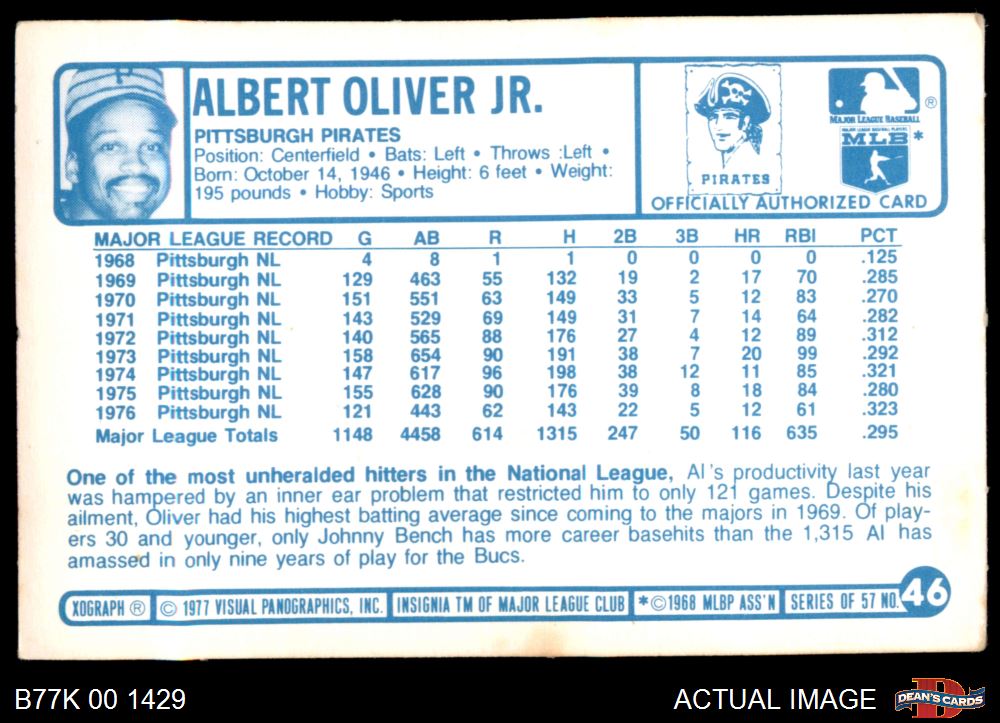 ALBERT OLIVER JR.
PITTSBURGH PIRATES
Position: Centerfield • Bats: Left • Throws :Left •
Born: October 14, 1946 • Height: 6 feet • Weight:
195 pounds • Hobby: Sports
P
PIRATES
MAJOR LEAGUE BASEBALL ®
MAJOR LEAGUE BASEBALL PLAYERS
MLB *
OFFICIALLY AUTHORIZED CARD
MAJOR LEAGUE RECORD G AB R H 2B 3B HR RBI PCT
1968 Pittsburgh NL 4 8 1 1 0 0 0 0 .125
1969 Pittsburgh NL 129 463 55 132 19 2 17 70 .285
1970 Pittsburgh NL 151 551 63 149 33 5 12 83 .270
1971 Pittsburgh NL 143 529 69 149 31 7 14 64 .282
1972 Pittsburgh NL 140 565 88 176 27 4 12 89 .312
1973 Pittsburgh NL 158 654 90 191 38 7 20 99 .292
1974 Pittsburgh NL 147 617 96 198 38 12 11 85 .321
1975 Pittsburgh NL 155 628 90 176 39 8 18 84 .280
1976 Pittsburgh NL 121 443 62 143 22 5 12 61 .323
Major League Totals 1148 4458 614 1315 247 50 116 635 .295
One of the most unheralded hitters in the National League, Al's productivity last year
was hampered by an inner ear problem that restricted him to only 121 games. Despite his
ailment, Oliver had his highest batting average since coming to the majors in 1969. Of play-
ers 30 and younger, only Johnny Bench has more career basehits than the 1,315 Al has
amassed in only nine years of play for the Bucs.
XOGRAPH ® © 1977 VISUAL PANOGRAPHICS, INC. INSIGNIA TM OF MAJOR LEAGUE CLUB *©1968 MLBP ASS'N SERIES OF 57 NO. 46
B77K 00 1429 ACTUAL IMAGE DEAN'S CARDS